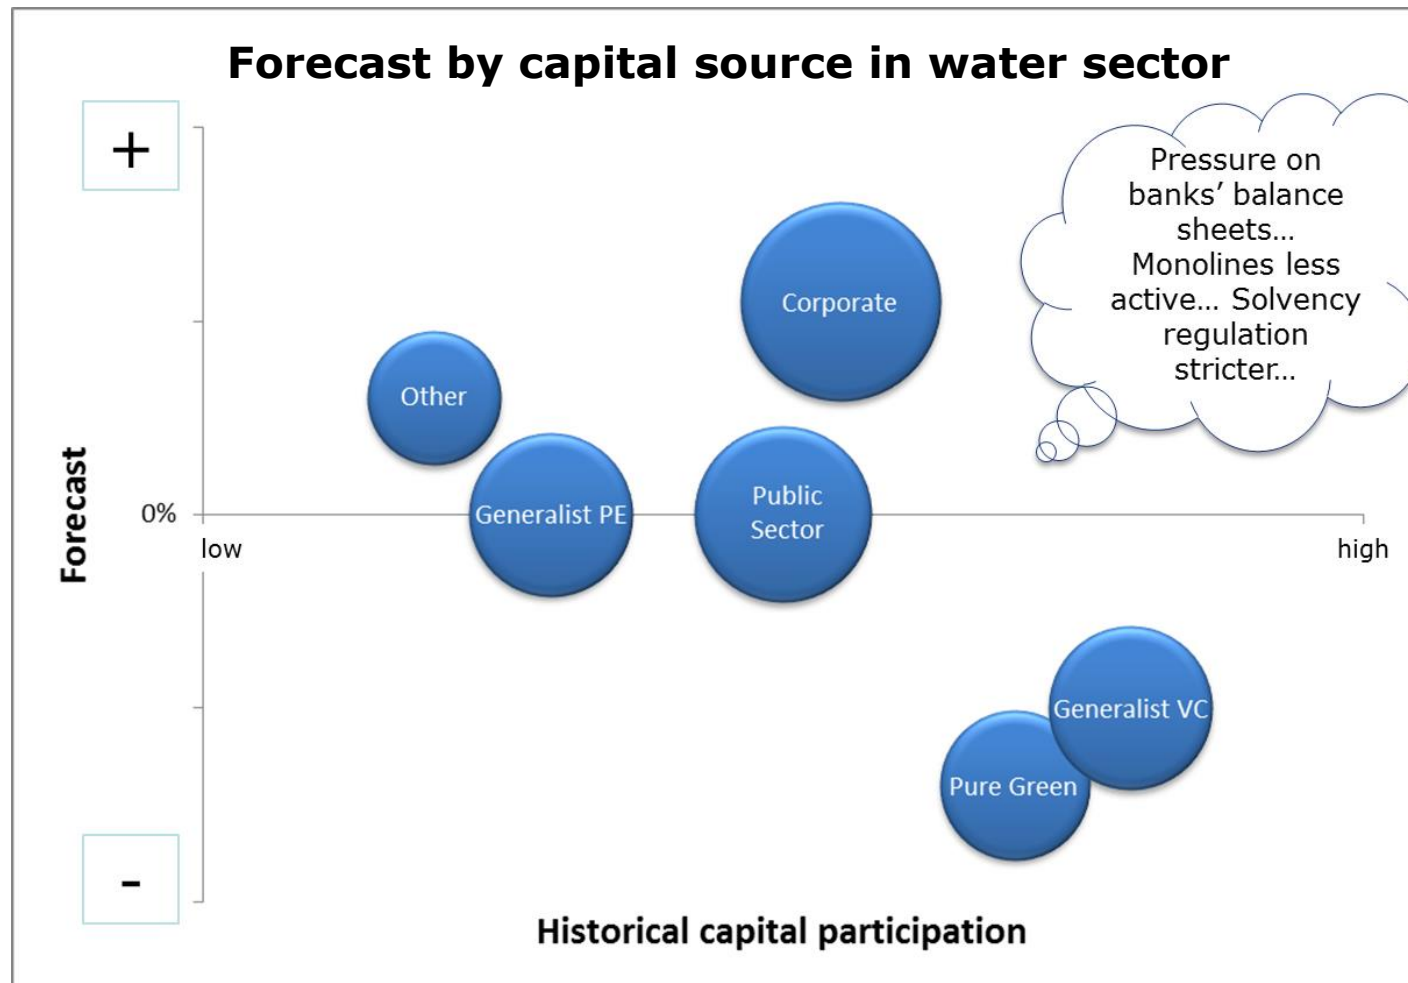 Forecast by capital source in water sector
+
Pressure on
banks’ balance
sheets…
Monolines less
active… Solvency
regulation
stricter…
Corporate
Other
Forecast
0%
Generalist PE
Public
Sector
low
high
Generalist VC
Pure Green
-
Historical capital participation